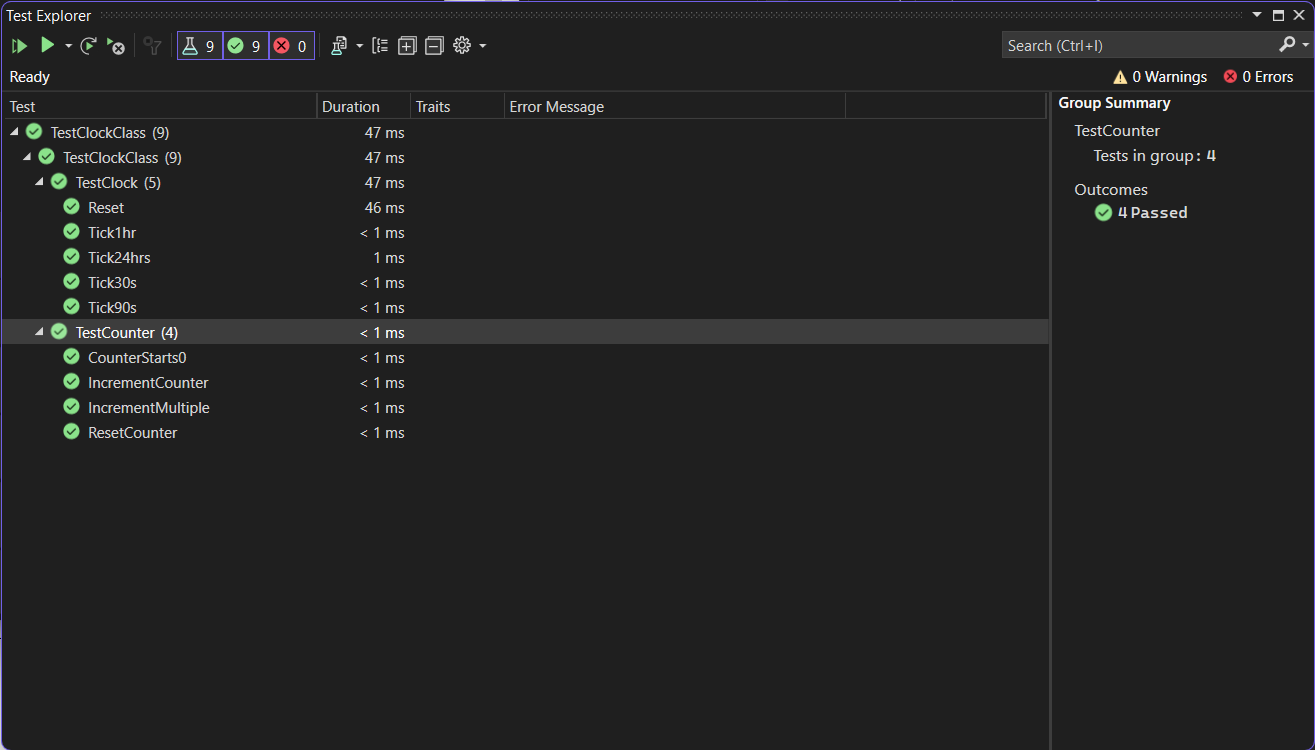 Test Explorer
9 9 0 Search (Ctrl+I)
Ready 0 Warnings 0 Errors
Test Duration Traits Error Message
TestClockClass (9) 47 ms
TestClockClass (9) 47 ms
TestClock (5) 47 ms
Reset 46 ms
Tick1hr < 1 ms
Tick24hrs 1 ms
Tick30s < 1 ms
Tick90s < 1 ms
TestCounter (4) < 1 ms
CounterStarts0 < 1 ms
IncrementCounter < 1 ms
IncrementMultiple < 1 ms
ResetCounter < 1 ms
Group Summary
TestCounter
Tests in group: 4
Outcomes
4 Passed